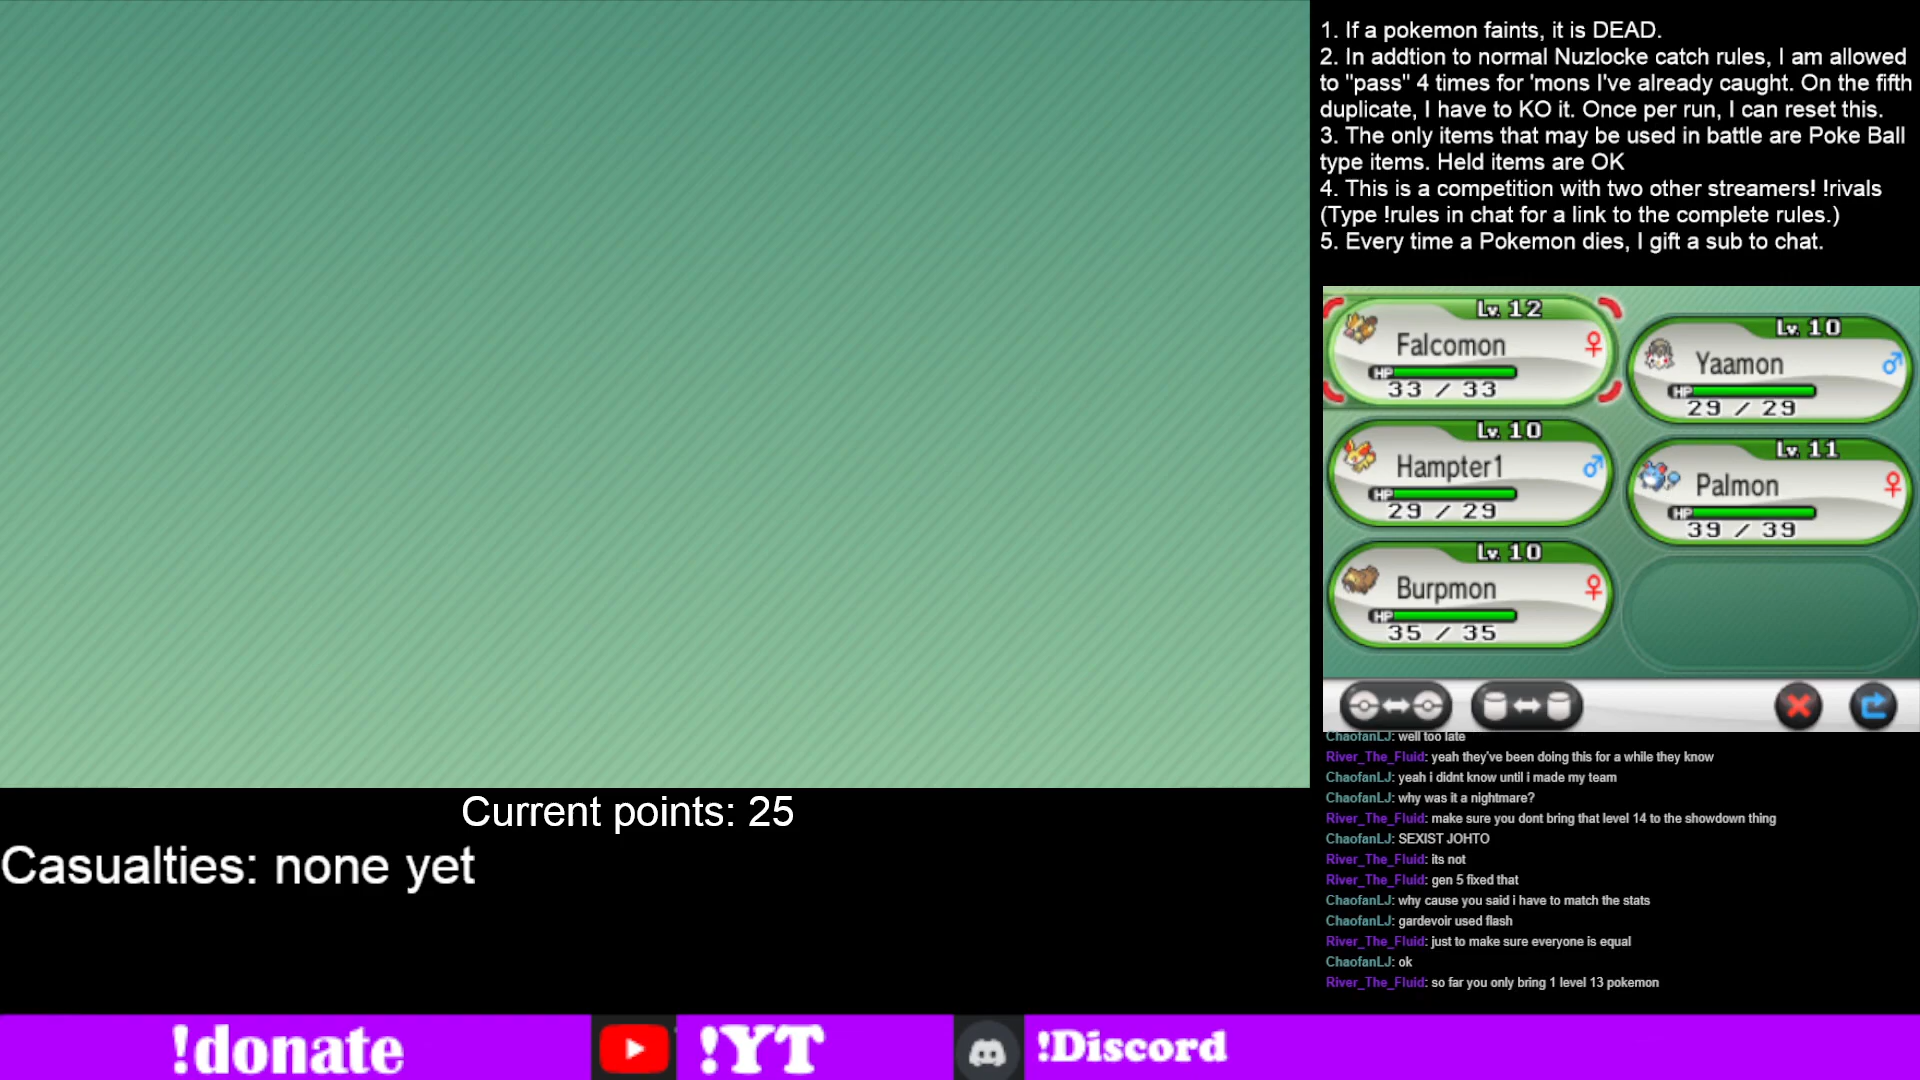 1. If a pokemon faints, it is DEAD.
2. In addtion to normal Nuzlocke catch rules, I am allowed
to "pass" 4 times for 'mons I've already caught. On the fifth
duplicate, I have to KO it. Once per run, I can reset this.
3. The only items that may be used in battle are Poke Ball
type items. Held items are OK
4. This is a competition with two other streamers! !rivals
(Type !rules in chat for a link to the complete rules.)
5. Every time a Pokemon dies, I gift a sub to chat.
Lv. 12
Falcomon ♀
HP
33 / 33
Lv. 10
Yaamon ♂
HP
29 / 29
Lv. 10
Hampter1 ♂
HP
29 / 29
Lv. 11
Palmon ♀
HP
39 / 39
Lv. 10
Burpmon ♀
HP
35 / 35
ChaofanLJ: well too late
River_The_Fluid: yeah they've been doing this for a while they know
ChaofanLJ: yeah i didnt know until i made my team
ChaofanLJ: why was it a nightmare?
River_The_Fluid: make sure you dont bring that level 14 to the showdown thing
ChaofanLJ: SEXIST JOHTO
River_The_Fluid: its not
River_The_Fluid: gen 5 fixed that
ChaofanLJ: why cause you said i have to match the stats
ChaofanLJ: gardevoir used flash
River_The_Fluid: just to make sure everyone is equal
ChaofanLJ: ok
River_The_Fluid: so far you only bring 1 level 13 pokemon
Current points: 25
Casualties: none yet
!donate
!YT
!Discord